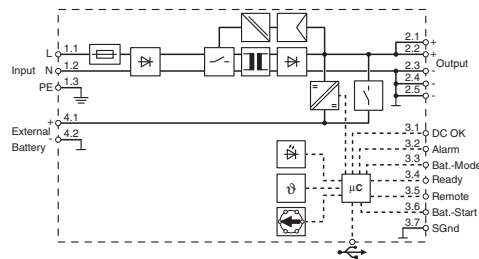 L 1.1
Input N 1.2
PE 1.3
+ 4.1
External
Battery - 4.2
2.1 +
2.2 +
Output
2.3 -
2.4 -
2.5 -
3.1 DC OK
3.2 Alarm
3.3 Bat.-Mode
3.4 Ready
3.5 Remote
3.6 Bat.-Start
3.7 SGnd
ϑ
µC